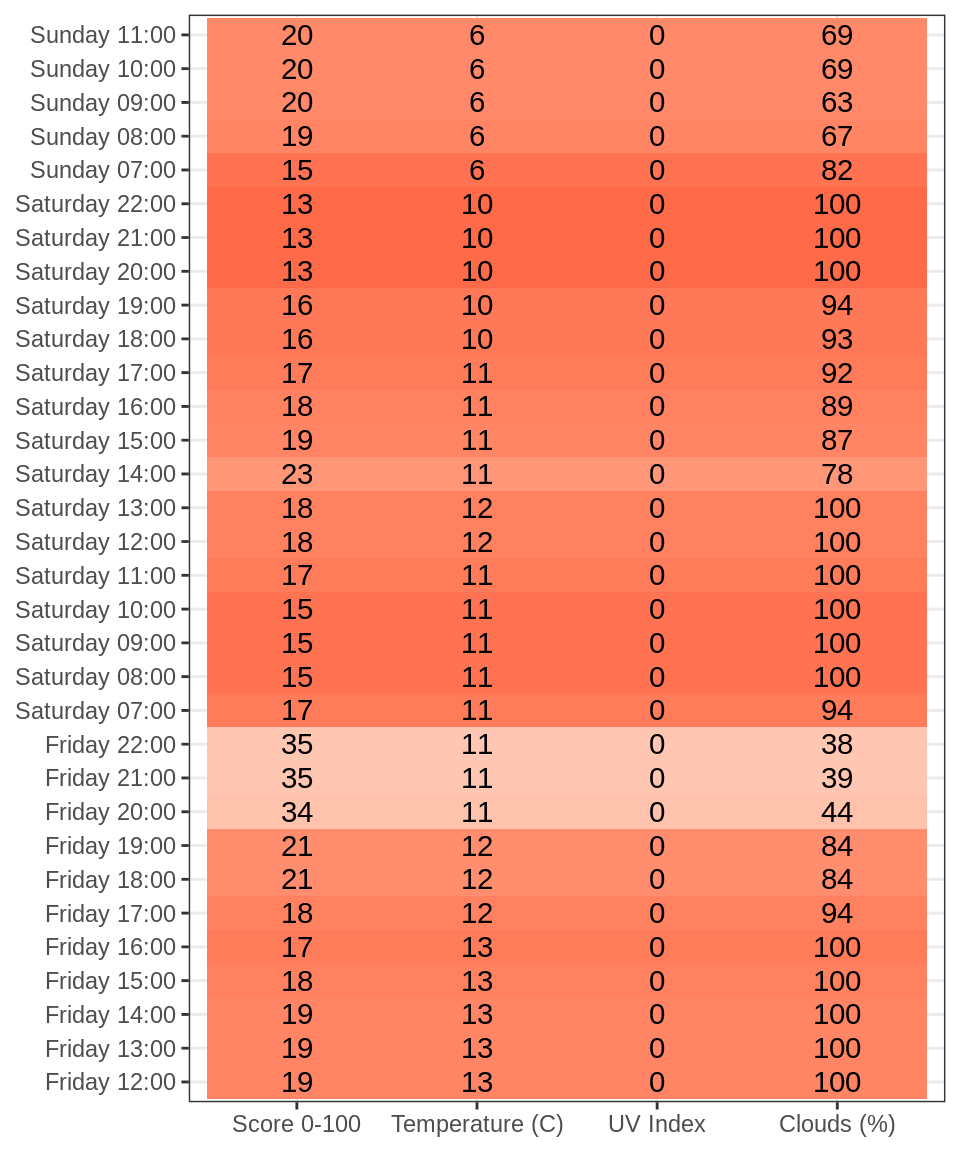 Sunday 11:00 20 6 0 69
Sunday 10:00 20 6 0 69
Sunday 09:00 20 6 0 63
Sunday 08:00 19 6 0 67
Sunday 07:00 15 6 0 82
Saturday 22:00 13 10 0 100
Saturday 21:00 13 10 0 100
Saturday 20:00 13 10 0 100
Saturday 19:00 16 10 0 94
Saturday 18:00 16 10 0 93
Saturday 17:00 17 11 0 92
Saturday 16:00 18 11 0 89
Saturday 15:00 19 11 0 87
Saturday 14:00 23 11 0 78
Saturday 13:00 18 12 0 100
Saturday 12:00 18 12 0 100
Saturday 11:00 17 11 0 100
Saturday 10:00 15 11 0 100
Saturday 09:00 15 11 0 100
Saturday 08:00 15 11 0 100
Saturday 07:00 17 11 0 94
Friday 22:00 35 11 0 38
Friday 21:00 35 11 0 39
Friday 20:00 34 11 0 44
Friday 19:00 21 12 0 84
Friday 18:00 21 12 0 84
Friday 17:00 18 12 0 94
Friday 16:00 17 13 0 100
Friday 15:00 18 13 0 100
Friday 14:00 19 13 0 100
Friday 13:00 19 13 0 100
Friday 12:00 19 13 0 100
Score 0-100 Temperature (C) UV Index Clouds (%)